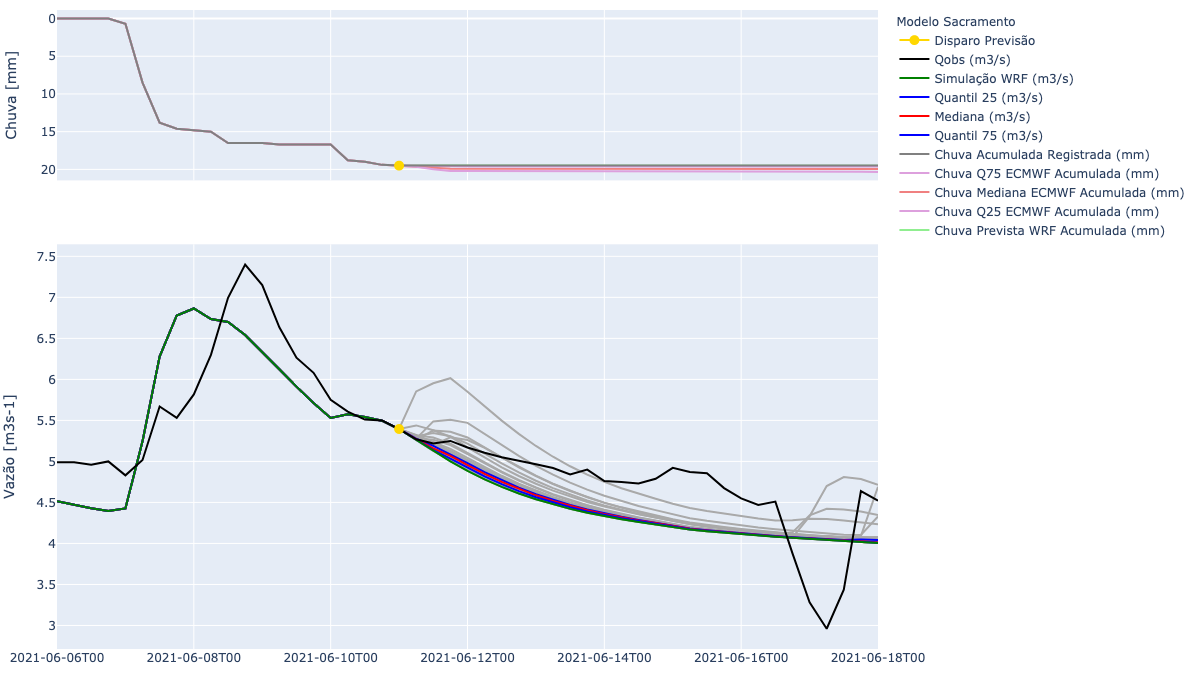 Modelo Sacramento
Disparo Previsão
Qobs (m3/s)
Simulação WRF (m3/s)
Quantil 25 (m3/s)
Mediana (m3/s)
Quantil 75 (m3/s)
Chuva Acumulada Registrada (mm)
Chuva Q75 ECMWF Acumulada (mm)
Chuva Mediana ECMWF Acumulada (mm)
Chuva Q25 ECMWF Acumulada (mm)
Chuva Prevista WRF Acumulada (mm)
Chuva [mm]
0
5
10
15
20
Vazão [m3s-1]
7.5
7
6.5
6
5.5
5
4.5
4
3.5
3
2021-06-06T00 2021-06-08T00 2021-06-10T00 2021-06-12T00 2021-06-14T00 2021-06-16T00 2021-06-18T00